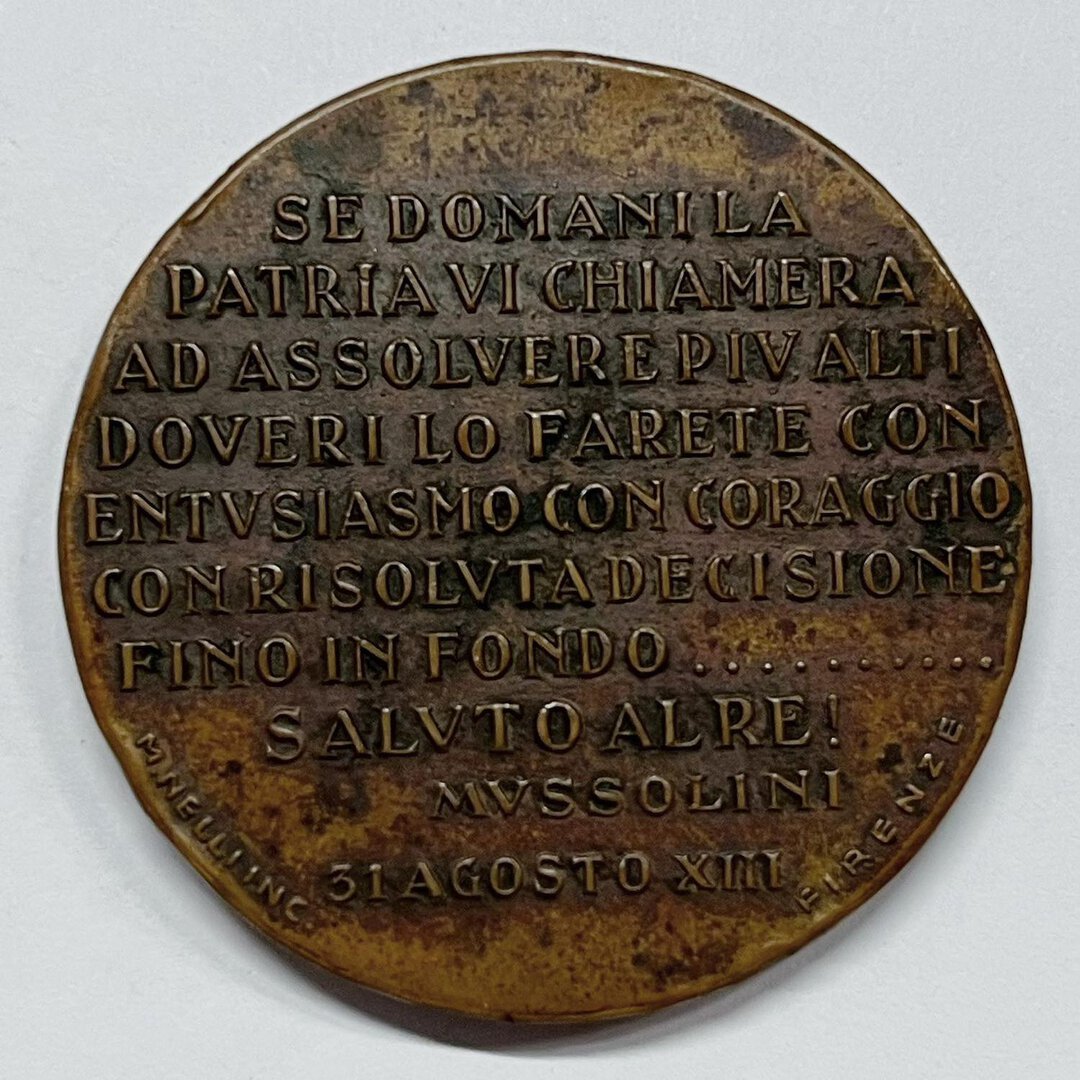 SE DOMANI LA
PATRIA VI CHIAMERA
AD ASSOLVERE PIV ALTI
DOVERI LO FARETE CON
ENTVSIASMO CON CORAGGIO
CON RISOLVTA DECISIONE
FINO IN FONDO ...........
SALVTO AL RE!
MVSSOLINI
31 AGOSTO XIII
M. NELLI INC.
FIRENZE